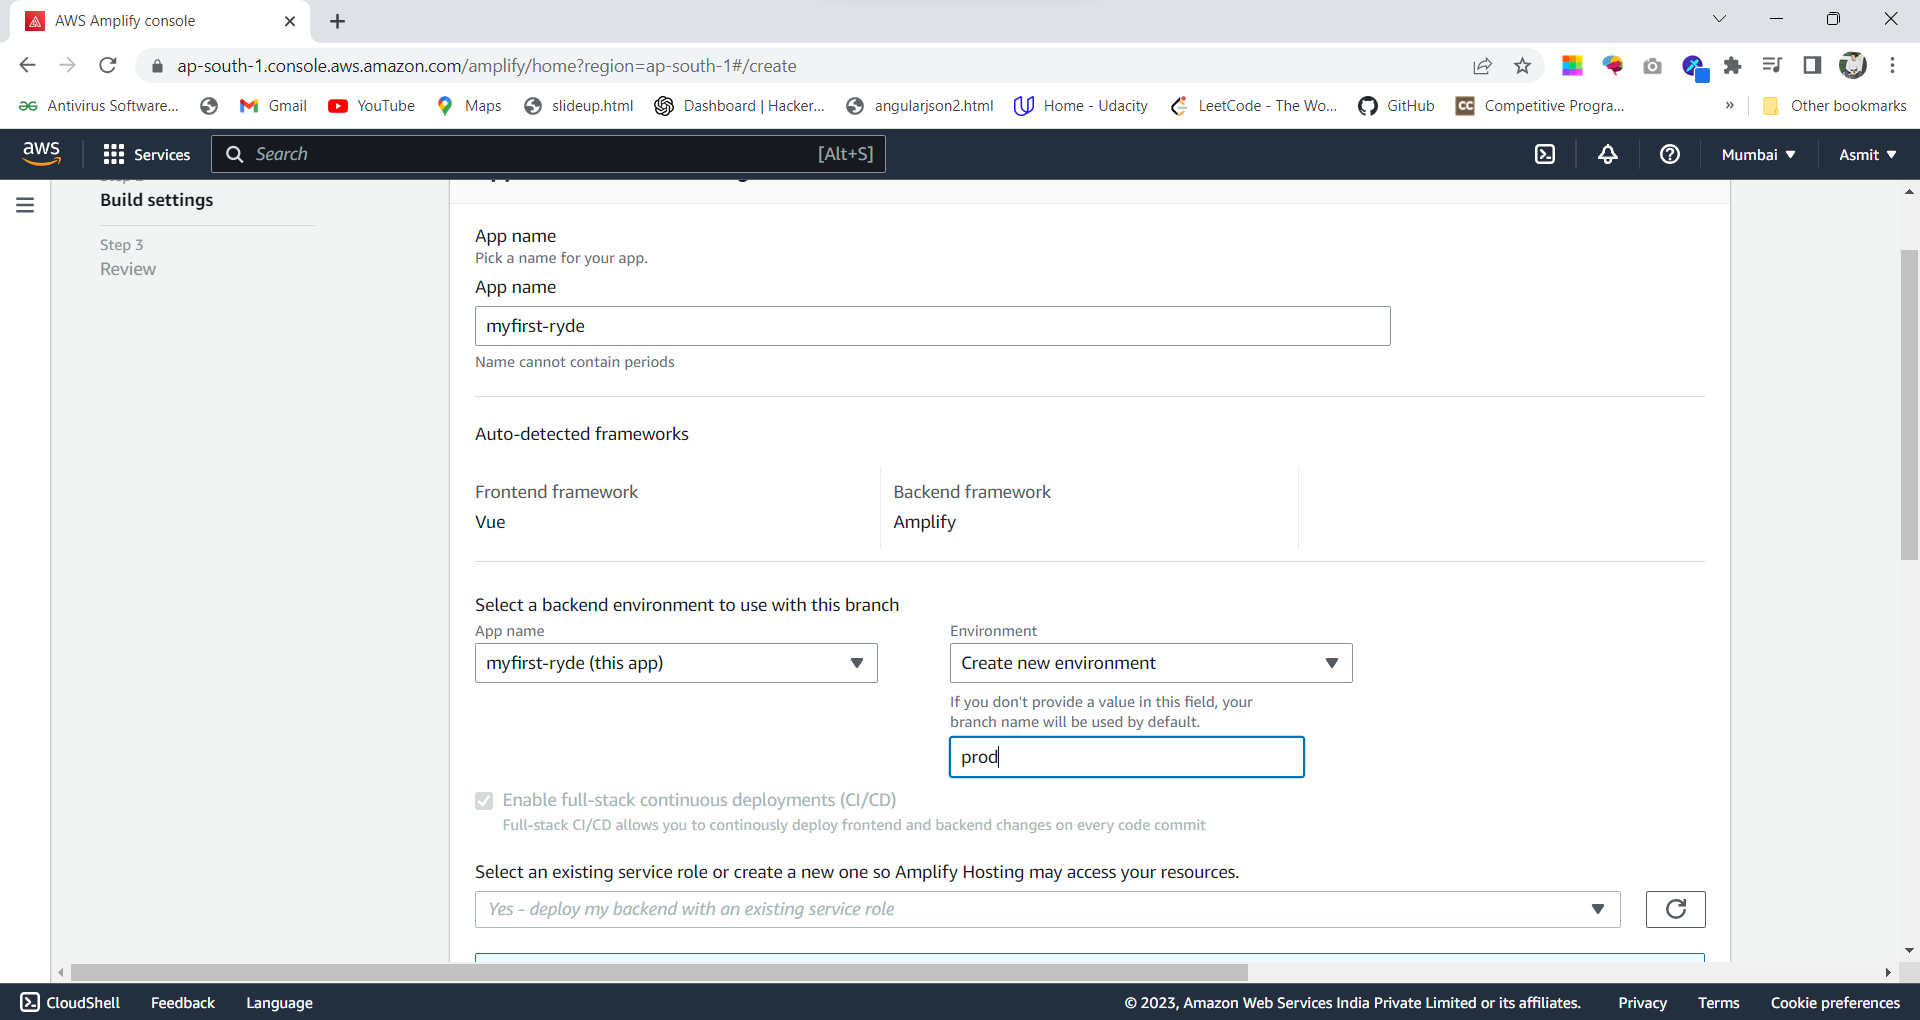 AWS Amplify console
ap-south-1.console.aws.amazon.com/amplify/home?region=ap-south-1#/create
Antivirus Software... Gmail YouTube Maps slideup.html Dashboard | Hacker... angularjson2.html Home - Udacity LeetCode - The Wo... GitHub CC Competitive Progra... » Other bookmarks
aws Services Search [Alt+S] Mumbai Asmit
Build settings
Step 3
Review
App name
Pick a name for your app.
App name
myfirst-ryde
Name cannot contain periods
Auto-detected frameworks
Frontend framework Backend framework
Vue Amplify
Select a backend environment to use with this branch
App name Environment
myfirst-ryde (this app) Create new environment
If you don't provide a value in this field, your
branch name will be used by default.
prod
Enable full-stack continuous deployments (CI/CD)
Full-stack CI/CD allows you to continously deploy frontend and backend changes on every code commit
Select an existing service role or create a new one so Amplify Hosting may access your resources.
Yes - deploy my backend with an existing service role
CloudShell Feedback Language © 2023, Amazon Web Services India Private Limited or its affiliates. Privacy Terms Cookie preferences